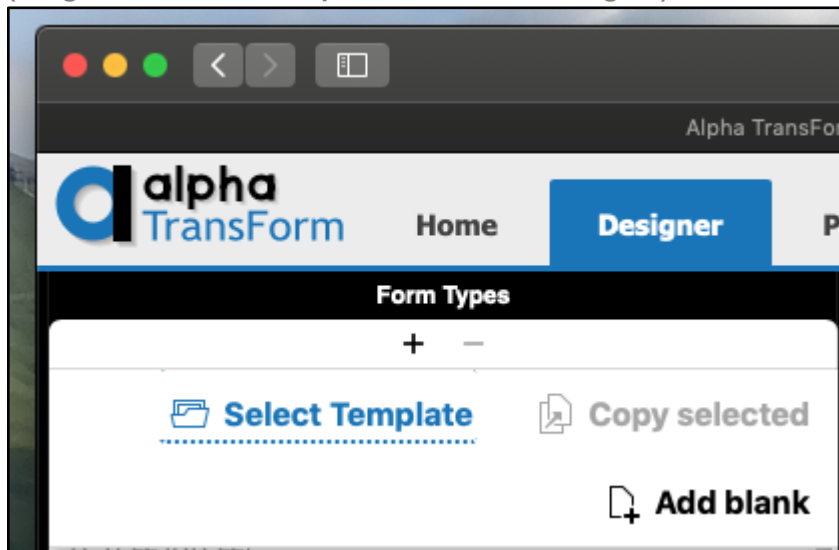 Alpha TransFor
alpha
TransForm
Home
Designer
P
Form Types
+ −
Select Template
Copy selected
Add blank